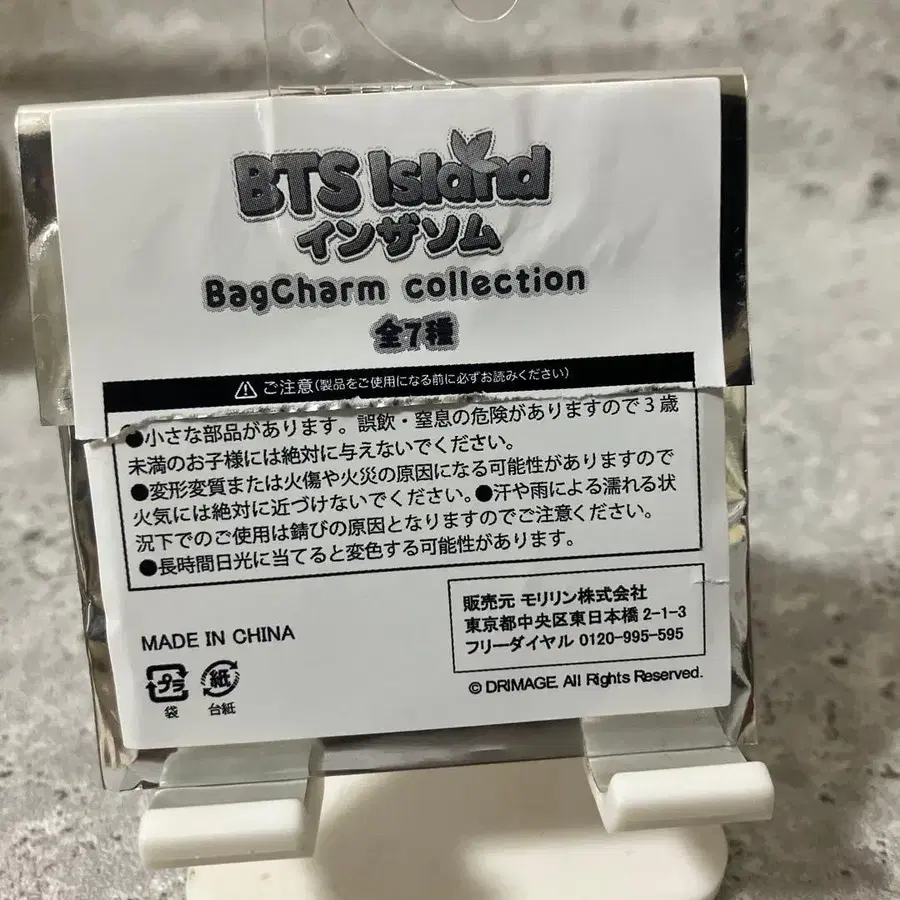 BTS Island
インザソム
BagCharm collection
全7種
ご注意(製品をご使用になる前に必ずお読みください)
●小さな部品があります。誤飲・窒息の危険がありますので3歳
未満のお子様には絶対に与えないでください。
●変形変質または火傷や火災の原因になる可能性がありますので
火気には絶対に近づけないでください。●汗や雨による濡れる状
況下でのご使用は錆びの原因となりますのでご注意ください。
●長時間日光に当てると変色する可能性があります。
販売元 モリリン株式会社
東京都中央区東日本橋 2-1-3
フリーダイヤル 0120-995-595
MADE IN CHINA
プラ
袋
紙
台紙
© DRIMAGE. All Rights Reserved.